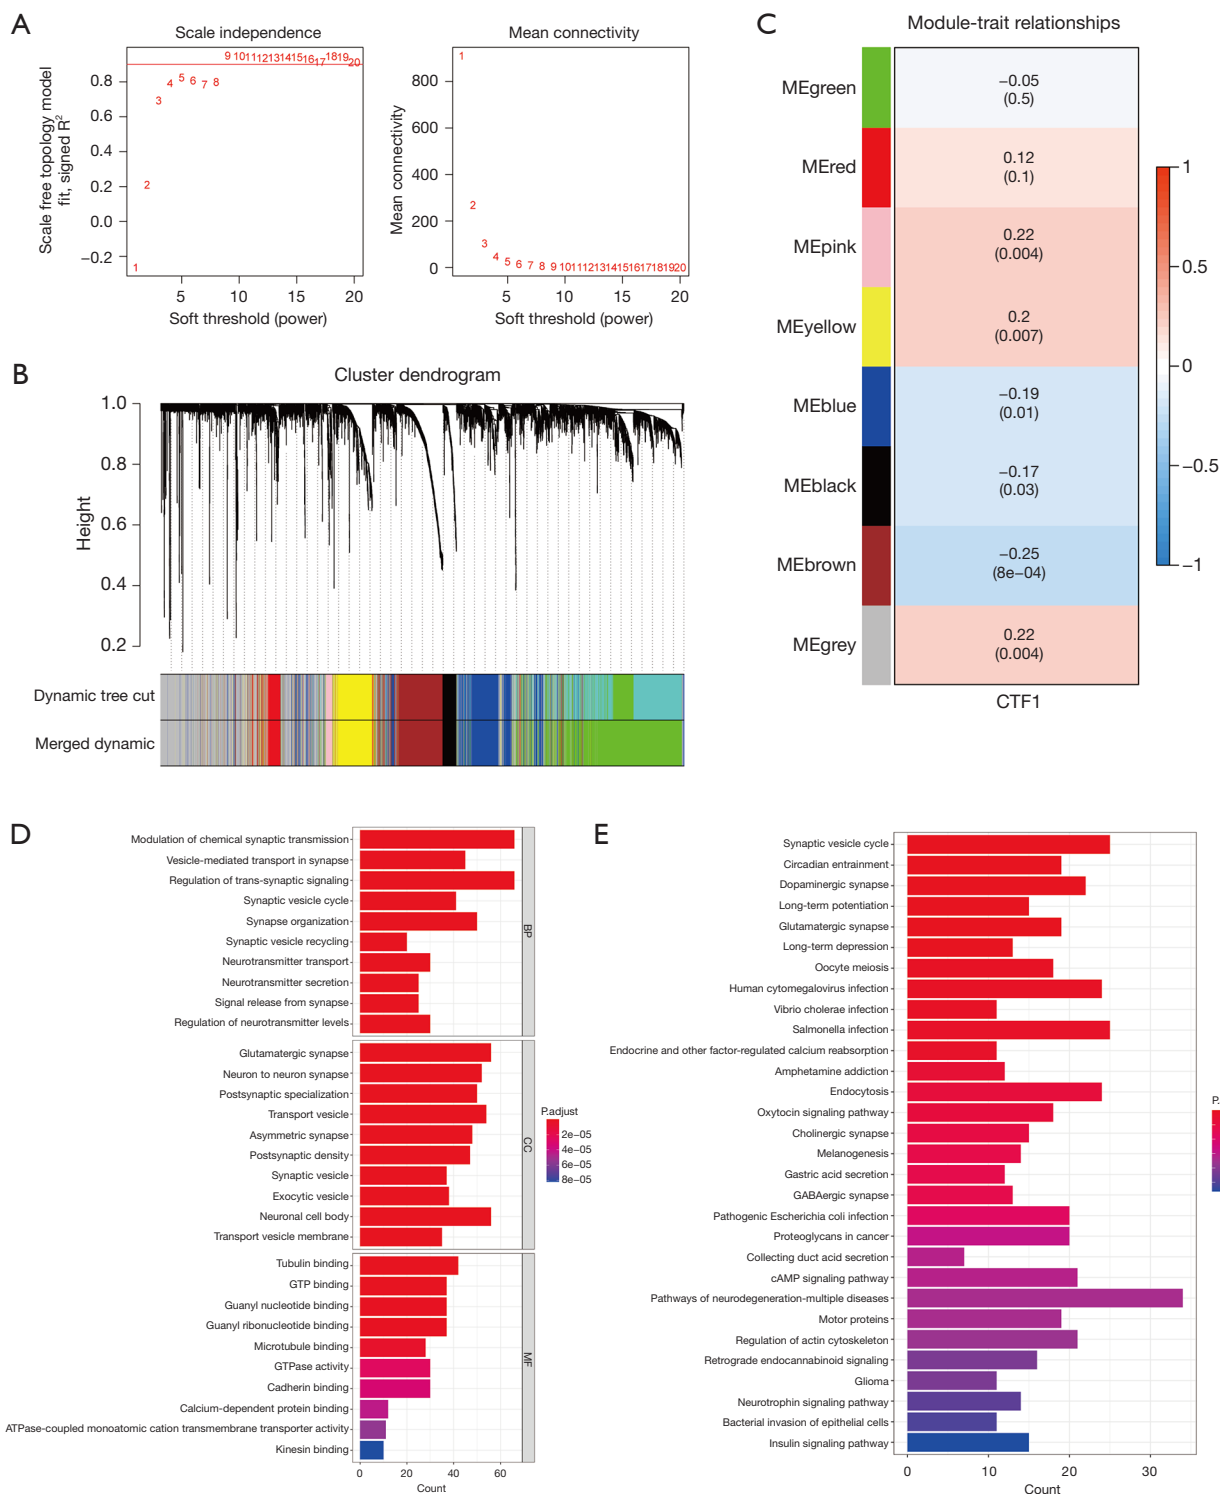 A
Scale independence
Scale free topology model
fit, signed R²
0.8
0.6
0.4
0.2
0.0
−0.2
1
2
3
4
5
6
7
8
9 10 11 12 13 14 15 16 17 18 19 20
5 10 15 20
Soft threshold (power)
Mean connectivity
Mean connectivity
800
600
400
200
0
1
2
3
4
5 6 7 8 9 10 11 12 13 14 15 16 17 18 19 20
5 10 15 20
Soft threshold (power)
B
Cluster dendrogram
Height
1.0
0.8
0.6
0.4
0.2
Dynamic tree cut
Merged dynamic
C
Module-trait relationships
MEgreen
−0.05
(0.5)
MEred
0.12
(0.1)
MEpink
0.22
(0.004)
MEyellow
0.2
(0.007)
MEblue
−0.19
(0.01)
MEblack
−0.17
(0.03)
MEbrown
−0.25
(8e−04)
MEgrey
0.22
(0.004)
CTF1
1
0.5
0
−0.5
−1
D
Modulation of chemical synaptic transmission
Vesicle-mediated transport in synapse
Regulation of trans-synaptic signaling
Synaptic vesicle cycle
Synapse organization
Synaptic vesicle recycling
Neurotransmitter transport
Neurotransmitter secretion
Signal release from synapse
Regulation of neurotransmitter levels
BP
Glutamatergic synapse
Neuron to neuron synapse
Postsynaptic specialization
Transport vesicle
Asymmetric synapse
Postsynaptic density
Synaptic vesicle
Exocytic vesicle
Neuronal cell body
Transport vesicle membrane
CC
Tubulin binding
GTP binding
Guanyl nucleotide binding
Guanyl ribonucleotide binding
Microtubule binding
GTPase activity
Cadherin binding
Calcium-dependent protein binding
ATPase-coupled monoatomic cation transmembrane transporter activity
Kinesin binding
MF
0 20 40 60
Count
P.adjust
2e−05
4e−05
6e−05
8e−05
E
Synaptic vesicle cycle
Circadian entrainment
Dopaminergic synapse
Long-term potentiation
Glutamatergic synapse
Long-term depression
Oocyte meiosis
Human cytomegalovirus infection
Vibrio cholerae infection
Salmonella infection
Endocrine and other factor-regulated calcium reabsorption
Amphetamine addiction
Endocytosis
Oxytocin signaling pathway
Cholinergic synapse
Melanogenesis
Gastric acid secretion
GABAergic synapse
Pathogenic Escherichia coli infection
Proteoglycans in cancer
Collecting duct acid secretion
cAMP signaling pathway
Pathways of neurodegeneration-multiple diseases
Motor proteins
Regulation of actin cytoskeleton
Retrograde endocannabinoid signaling
Glioma
Neurotrophin signaling pathway
Bacterial invasion of epithelial cells
Insulin signaling pathway
0 10 20 30
Count
P.